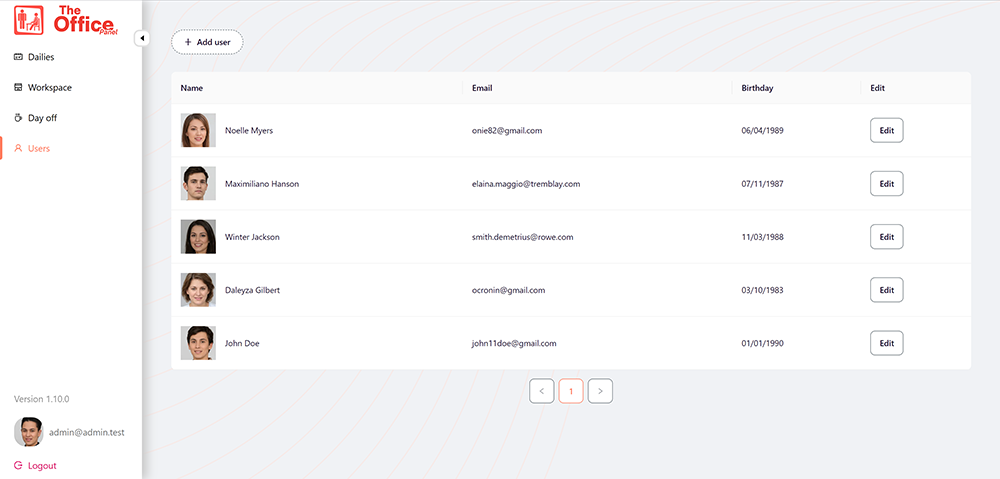 The
Office
Panel
Dailies
Workspace
Day off
Users
Version 1.10.0
admin@admin.test
Logout
+ Add user
Name Email Birthday Edit
Noelle Myers onie82@gmail.com 06/04/1989 Edit
Maximiliano Hanson elaina.maggio@tremblay.com 07/11/1987 Edit
Winter Jackson smith.demetrius@rowe.com 11/03/1988 Edit
Daleyza Gilbert ocronin@gmail.com 03/10/1983 Edit
John Doe john11doe@gmail.com 01/01/1990 Edit
< 1 >